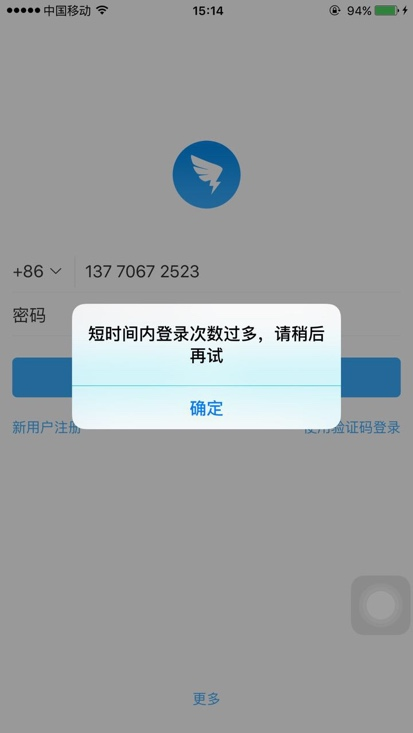 中国移动
15:14
94%
+86
137 7067 2523
密码
短时间内登录次数过多，请稍后
再试
确定
新用户注册
使用验证码登录
更多